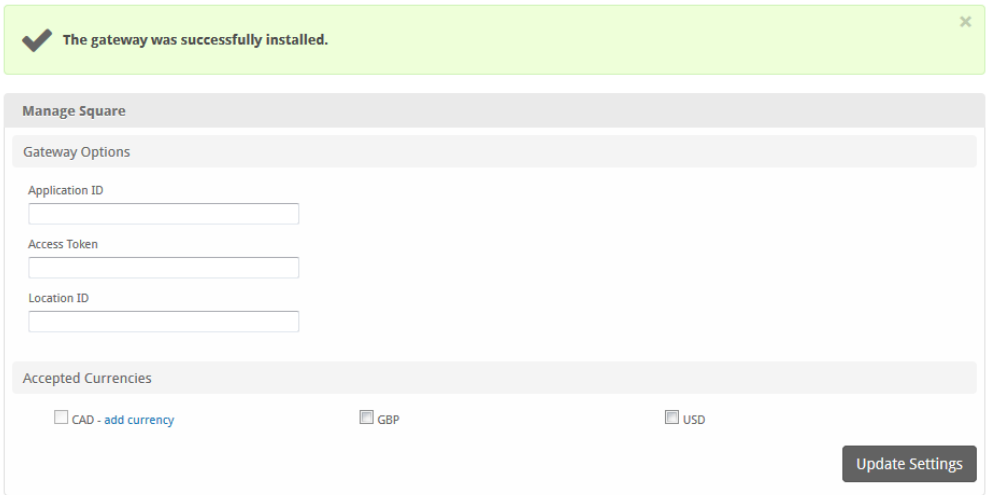 The gateway was successfully installed.
×
Manage Square
Gateway Options
Application ID
Access Token
Location ID
Accepted Currencies
CAD - add currency GBP USD
Update Settings